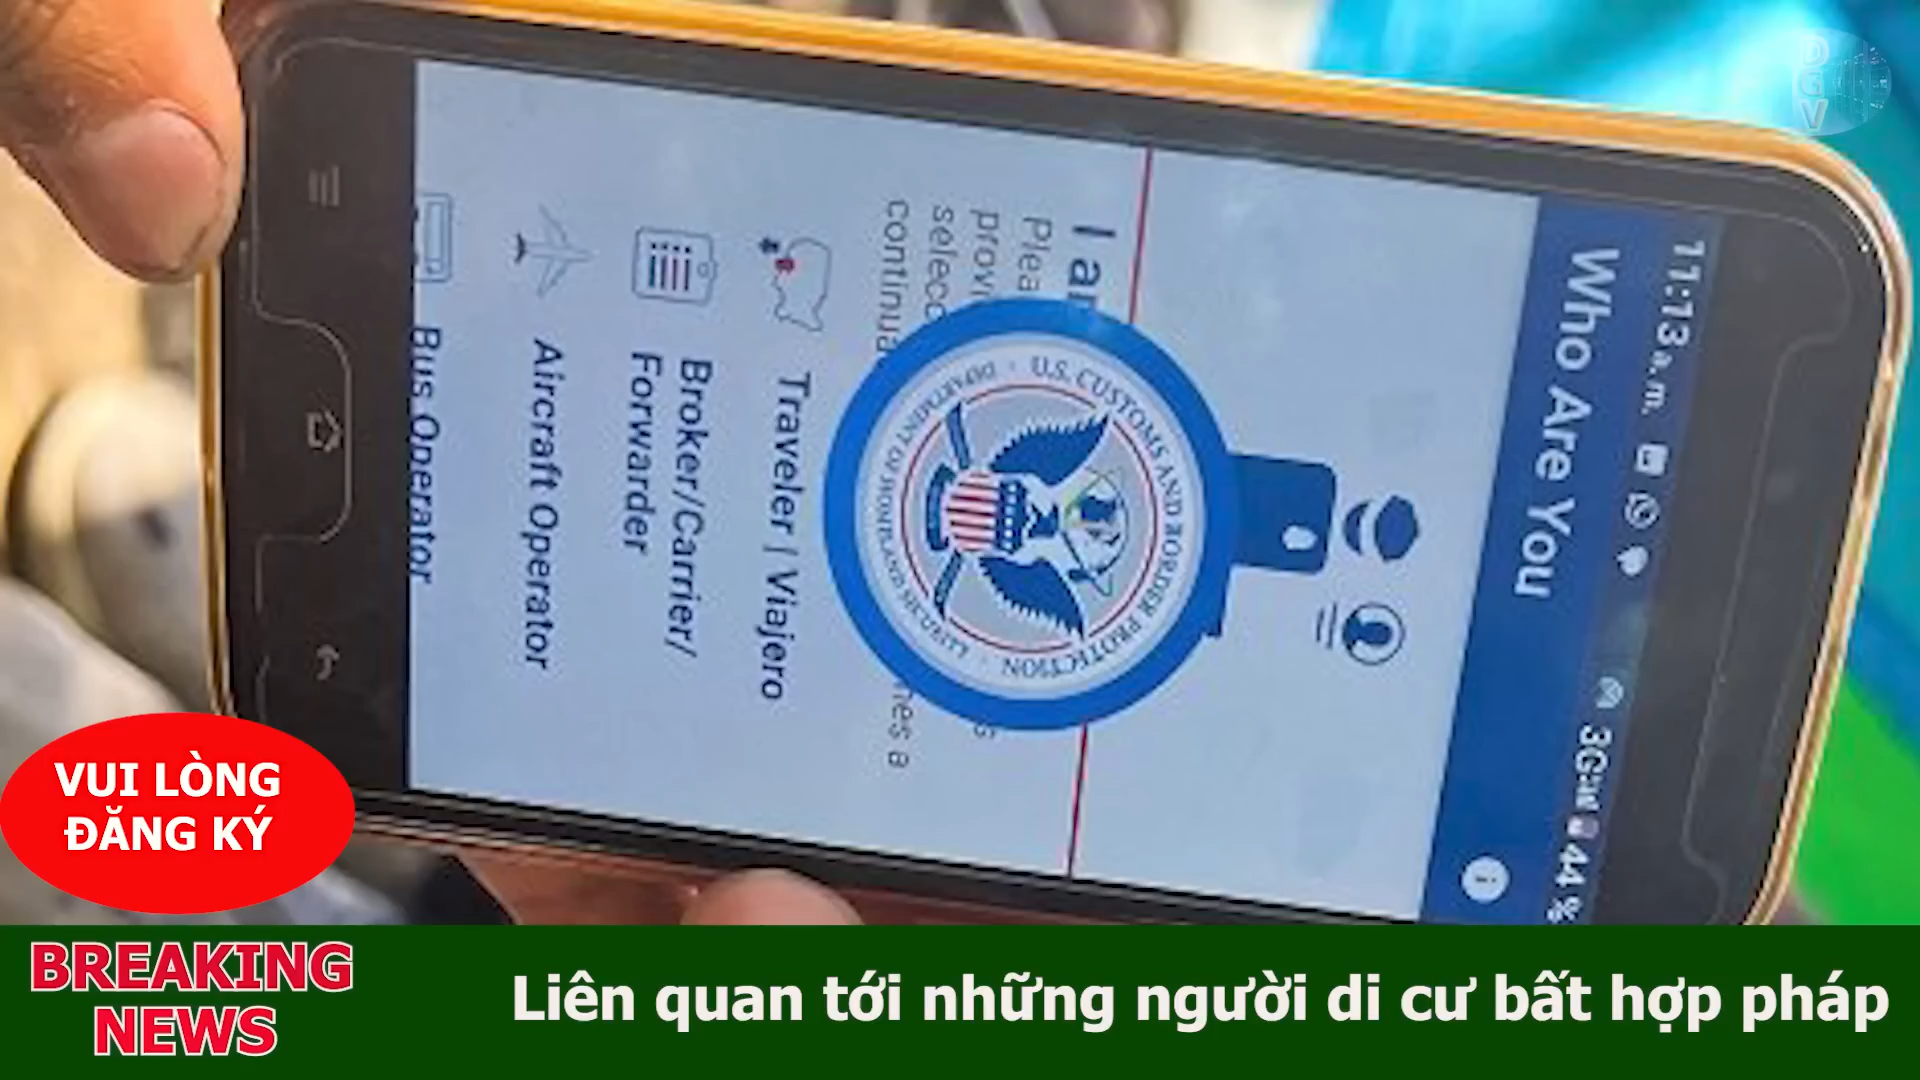 11:13 a.m.
3G 44 %
Who Are You
U.S. CUSTOMS AND BORDER PROTECTION
DEPARTMENT OF HOMELAND SECURITY
Traveler | Viajero
Broker/Carrier/
Forwarder
Aircraft Operator
Bus Operator
DGV
VUI LÒNG
ĐĂNG KÝ
BREAKING
NEWS
Liên quan tới những người di cư bất hợp pháp